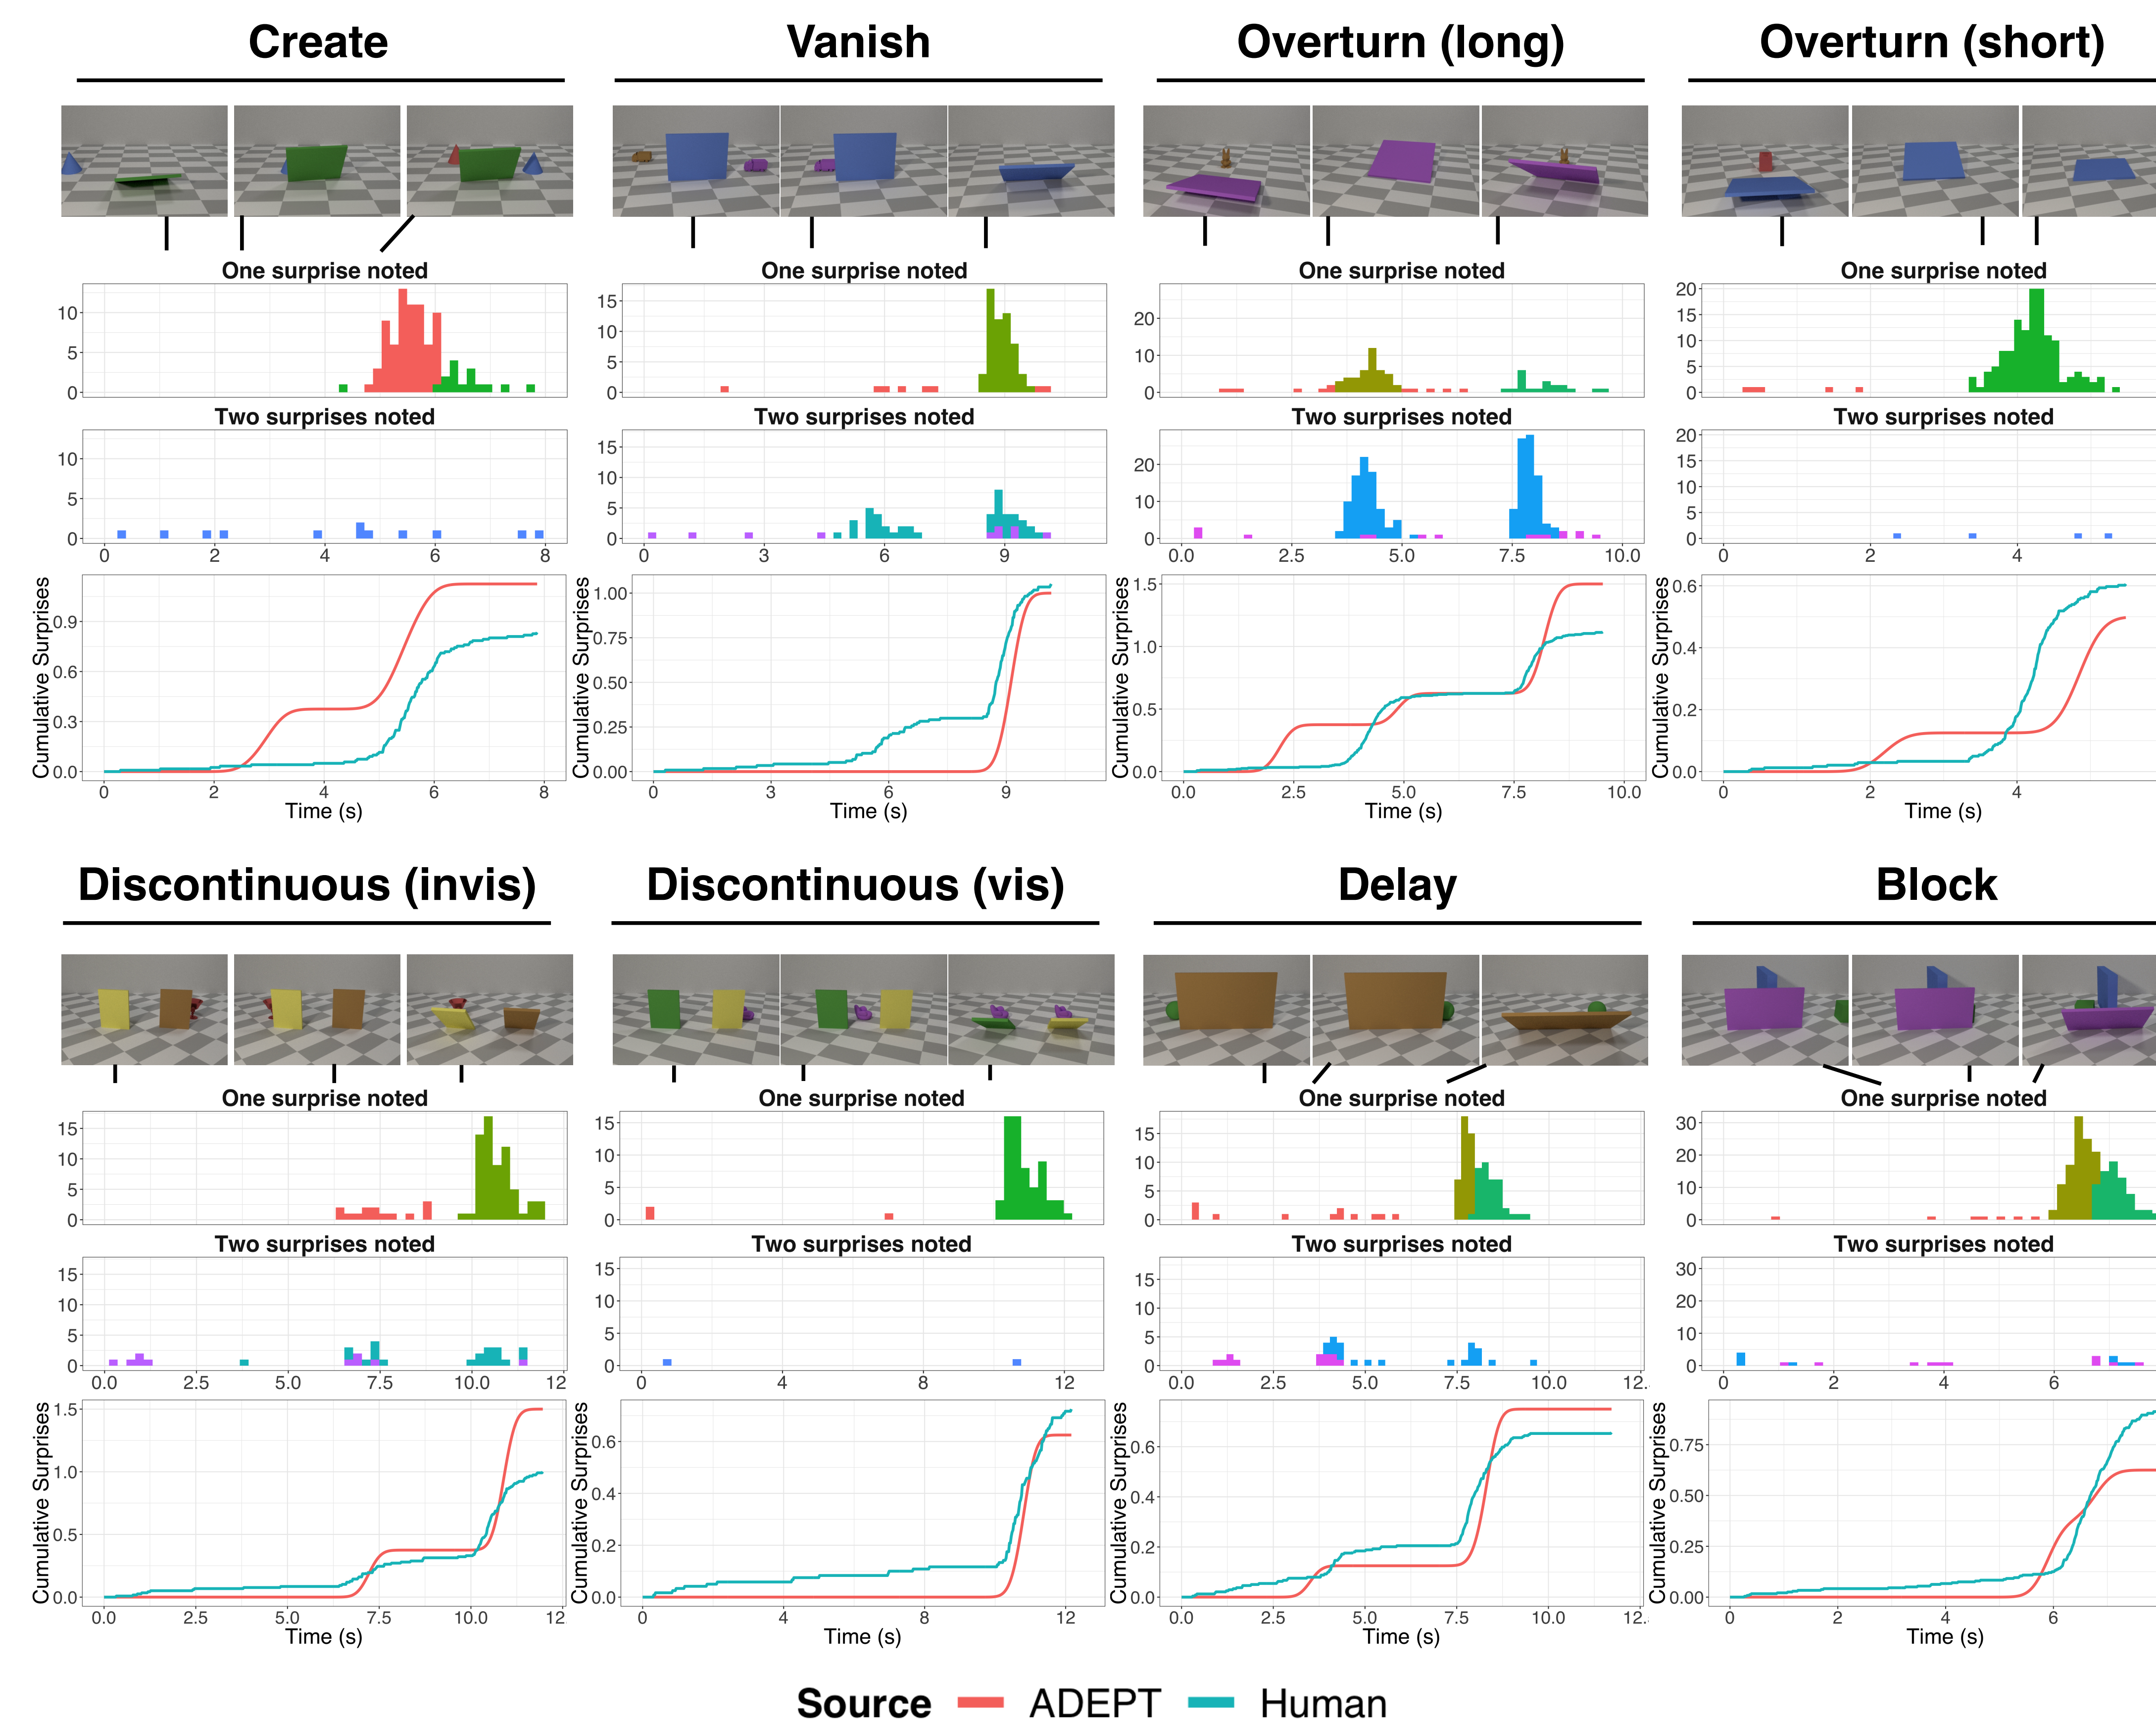 Create
Vanish
Overturn (long)
Overturn (short)
One surprise noted
One surprise noted
One surprise noted
One surprise noted
10
5
0
15
10
5
0
20
10
0
20
15
10
5
0
Two surprises noted
Two surprises noted
Two surprises noted
Two surprises noted
10
5
0
15
10
5
0
20
10
0
20
15
10
5
0
0 2 4 6 8
0 3 6 9
0.0 2.5 5.0 7.5 10.0
0 2 4
Cumulative Surprises
0.9
0.6
0.3
0.0
Cumulative Surprises
1.00
0.75
0.50
0.25
0.00
Cumulative Surprises
1.5
1.0
0.5
0.0
Cumulative Surprises
0.6
0.4
0.2
0.0
0 2 4 6 8
0 3 6 9
0.0 2.5 5.0 7.5 10.0
0 2 4
Time (s)
Time (s)
Time (s)
Time (s)
Discontinuous (invis)
Discontinuous (vis)
Delay
Block
One surprise noted
One surprise noted
One surprise noted
One surprise noted
15
10
5
0
15
10
5
0
15
10
5
0
30
20
10
0
Two surprises noted
Two surprises noted
Two surprises noted
Two surprises noted
15
10
5
0
15
10
5
0
15
10
5
0
30
20
10
0
0.0 2.5 5.0 7.5 10.0 12
0 4 8 12
0.0 2.5 5.0 7.5 10.0 12.
0 2 4 6
Cumulative Surprises
1.5
1.0
0.5
0.0
Cumulative Surprises
0.6
0.4
0.2
0.0
Cumulative Surprises
0.6
0.4
0.2
0.0
Cumulative Surprises
0.75
0.50
0.25
0.00
0.0 2.5 5.0 7.5 10.0 12
0 4 8 12
0.0 2.5 5.0 7.5 10.0 12.
0 2 4 6
Time (s)
Time (s)
Time (s)
Time (s)
Source ADEPT Human